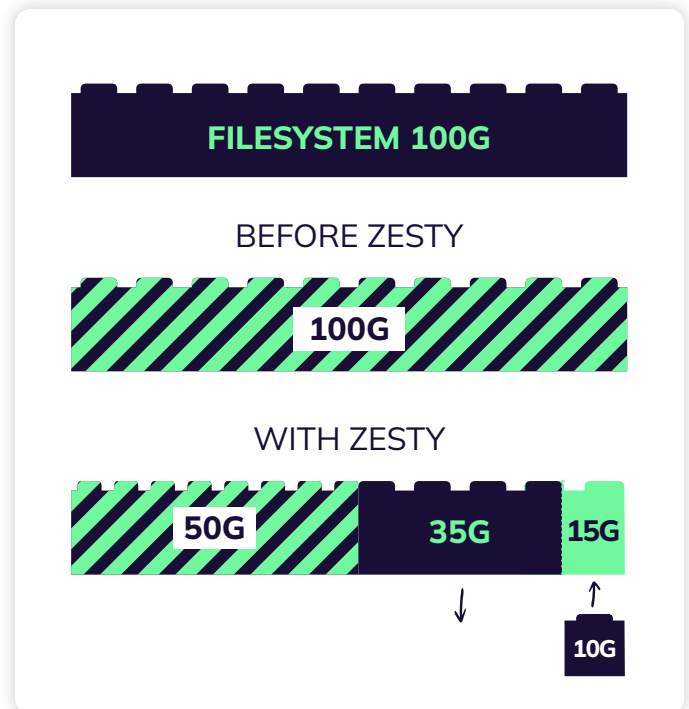 FILESYSTEM 100G
BEFORE ZESTY
100G
WITH ZESTY
50G
35G
15G
10G